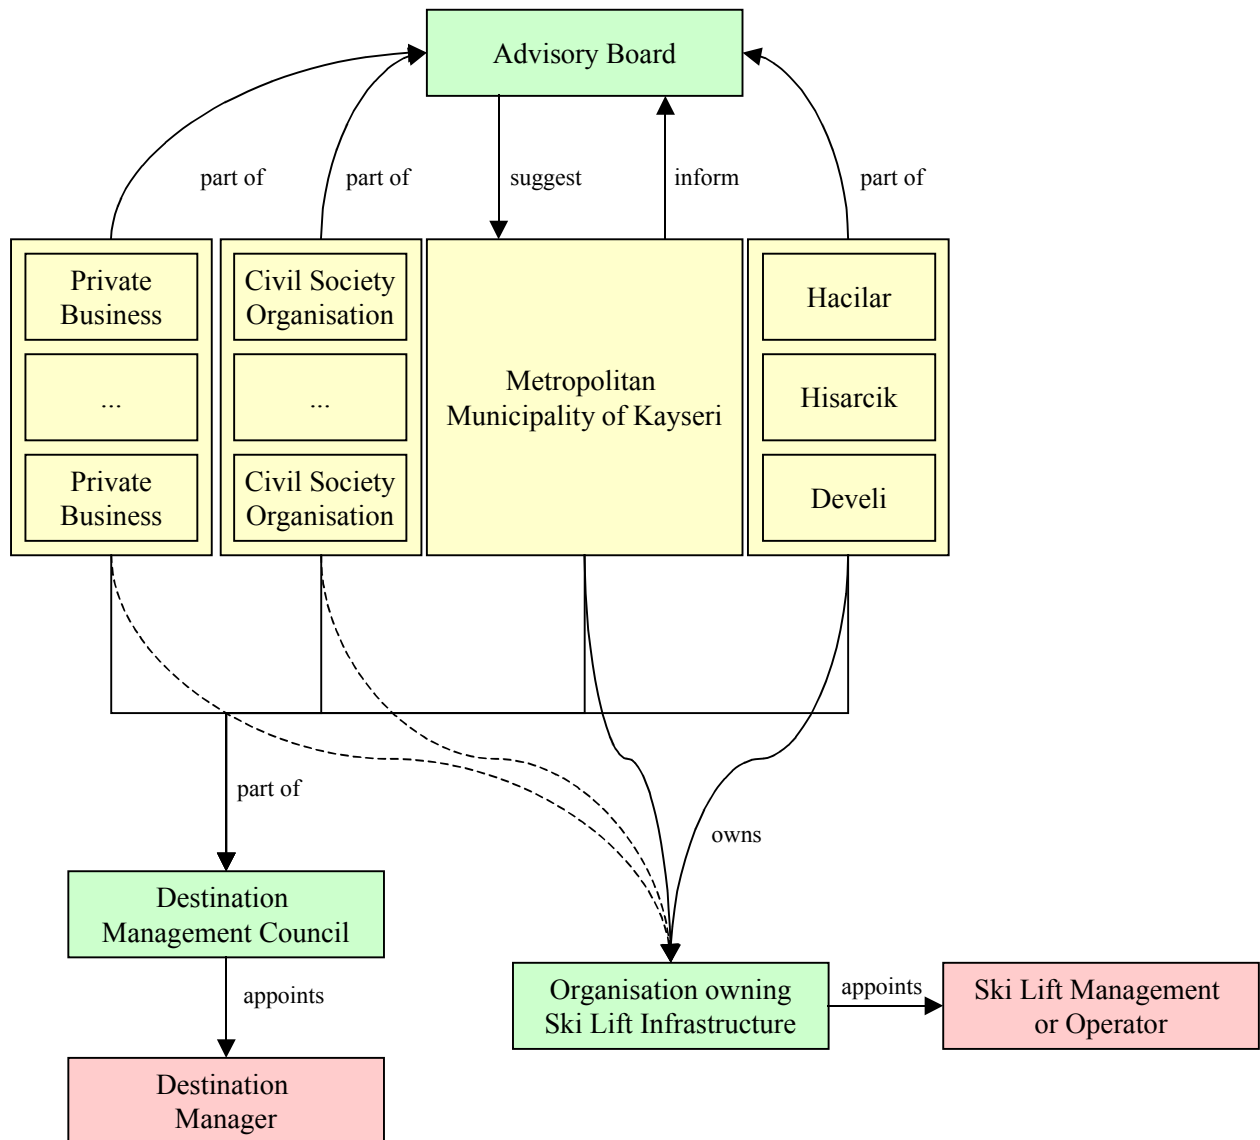 Advisory Board
part of
part of
suggest
inform
part of
Private
Business
...
Private
Business
Civil Society
Organisation
...
Civil Society
Organisation
Metropolitan
Municipality of Kayseri
Hacilar
Hisarcik
Develi
part of
owns
Destination
Management Council
appoints
Destination
Manager
Organisation owning
Ski Lift Infrastructure
appoints
Ski Lift Management
or Operator